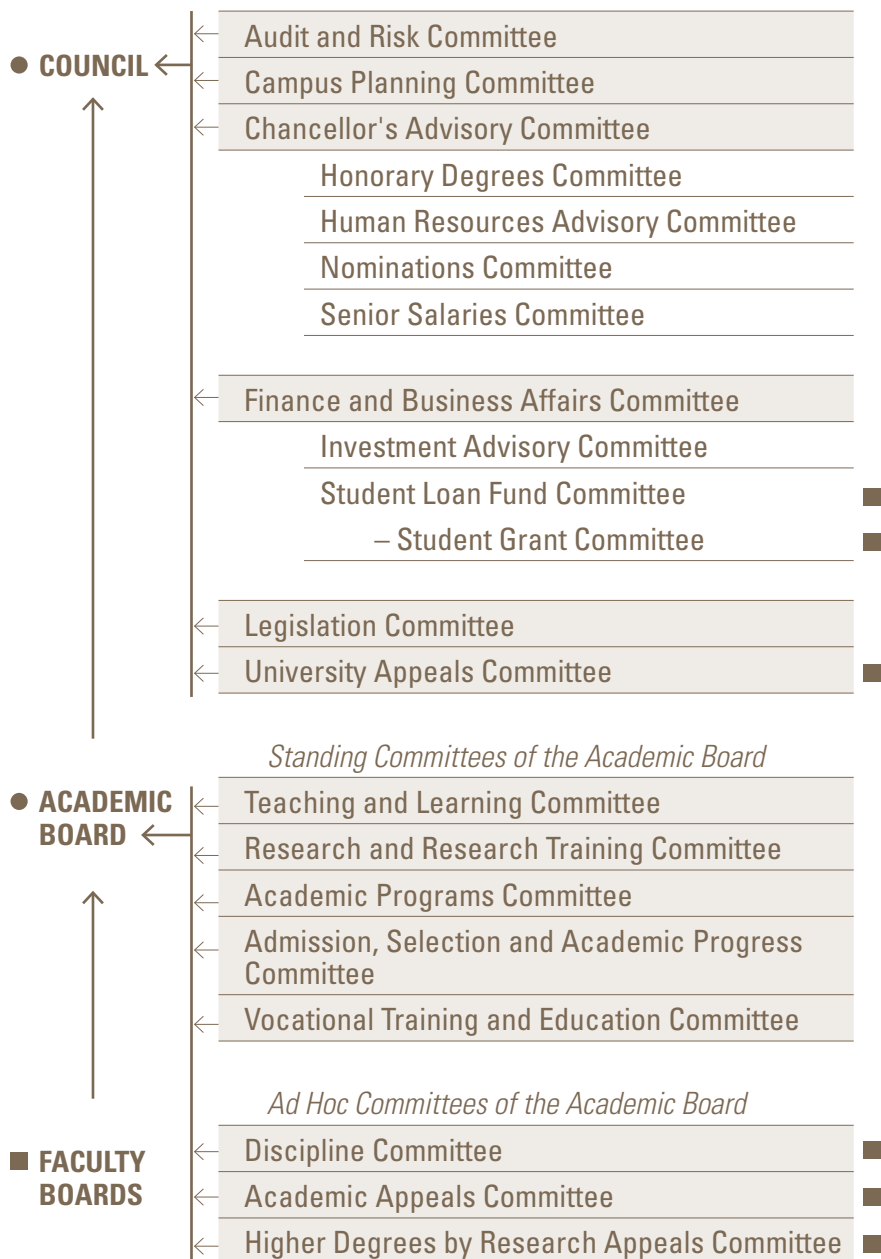 COUNCIL
Audit and Risk Committee
Campus Planning Committee
Chancellor's Advisory Committee
Honorary Degrees Committee
Human Resources Advisory Committee
Nominations Committee
Senior Salaries Committee
Finance and Business Affairs Committee
Investment Advisory Committee
Student Loan Fund Committee
– Student Grant Committee
Legislation Committee
University Appeals Committee
ACADEMIC
BOARD
Standing Committees of the Academic Board
Teaching and Learning Committee
Research and Research Training Committee
Academic Programs Committee
Admission, Selection and Academic Progress
Committee
Vocational Training and Education Committee
Ad Hoc Committees of the Academic Board
FACULTY
BOARDS
Discipline Committee
Academic Appeals Committee
Higher Degrees by Research Appeals Committee